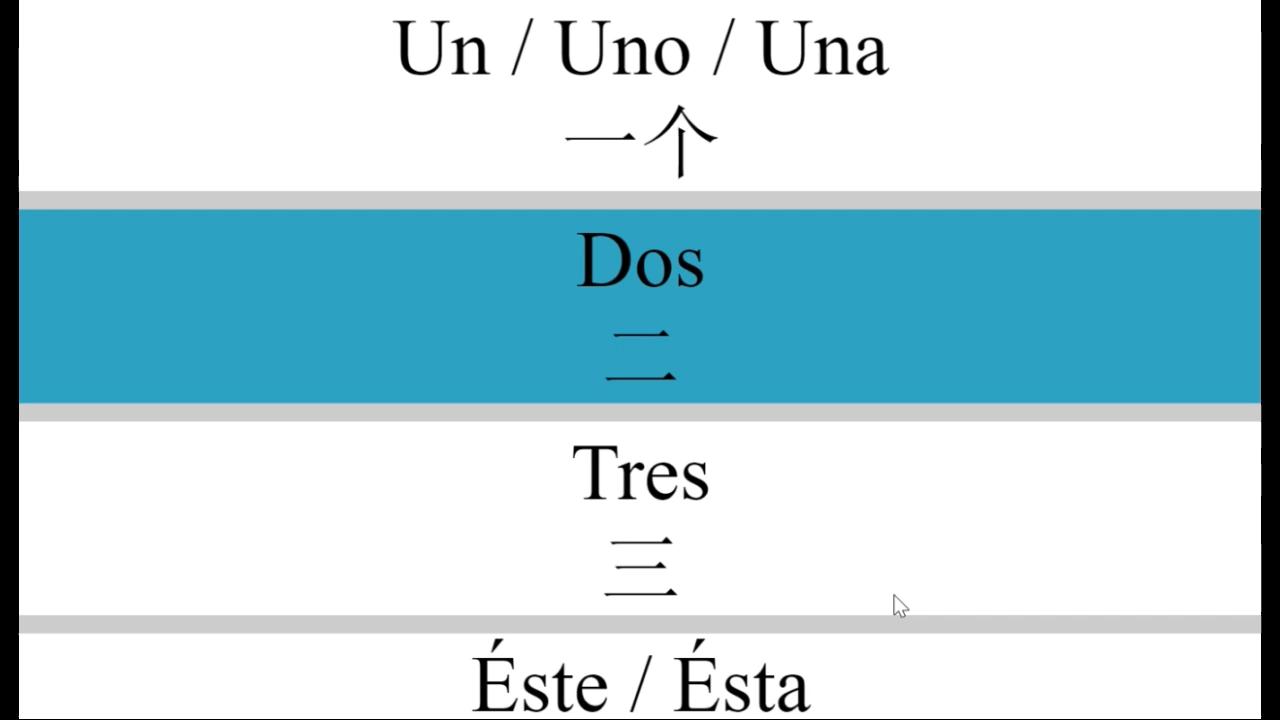 Un / Uno / Una
一个
Dos
二
Tres
三
Éste / Ésta